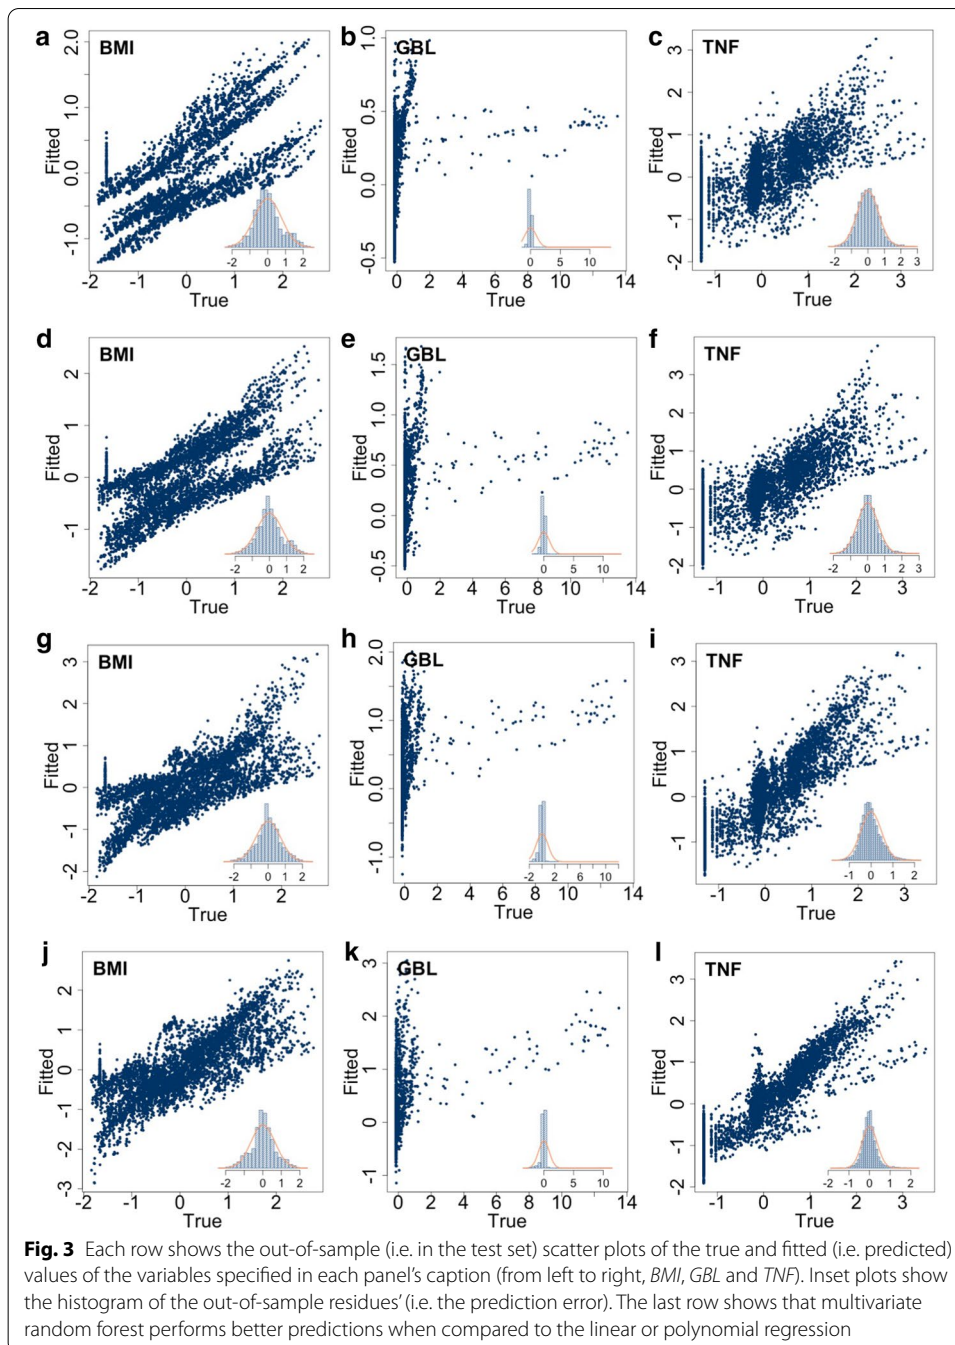 a BMI
b GBL
c TNF
2.0
1.0
0.0
-1.0
Fitted
-2 0 2
-2 -1 0 1 2
True
1.0
0.5
0.0
-0.5
Fitted
0 5 10
0 2 4 6 8 10 12 14
True
3
2
1
0
-1
-2
Fitted
-2 0 1 2 3
-1 0 1 2 3
True
d BMI
e GBL
f TNF
2
1
0
-1
Fitted
-2 0 1 2
-2 -1 0 1 2
True
1.5
1.0
0.5
0.0
-0.5
Fitted
0 5 10
0 2 4 6 8 10 12 14
True
3
2
1
0
-1
-2
Fitted
-2 0 1 2 3
-1 0 1 2 3
True
g BMI
h GBL
i TNF
3
2
1
0
-1
-2
Fitted
-2 0 2
-2 -1 0 1 2
True
2.0
1.0
0.0
-1.0
Fitted
-2 2 6 10
0 2 4 6 8 10 12 14
True
3
2
1
0
-1
Fitted
-1 0 1 2
-1 0 1 2 3
True
j BMI
k GBL
l TNF
2
1
0
-1
-2
-3
Fitted
-2 0 2
-2 -1 0 1 2
True
3
2
1
0
-1
Fitted
0 5 10
0 2 4 6 8 10 12 14
True
3
2
1
0
-1
-2
Fitted
-2 -1 0 1 2
-1 0 1 2 3
True
Fig. 3 Each row shows the out-of-sample (i.e. in the test set) scatter plots of the true and fitted (i.e. predicted)
values of the variables specified in each panel's caption (from left to right, BMI, GBL and TNF). Inset plots show
the histogram of the out-of-sample residues' (i.e. the prediction error). The last row shows that multivariate
random forest performs better predictions when compared to the linear or polynomial regression